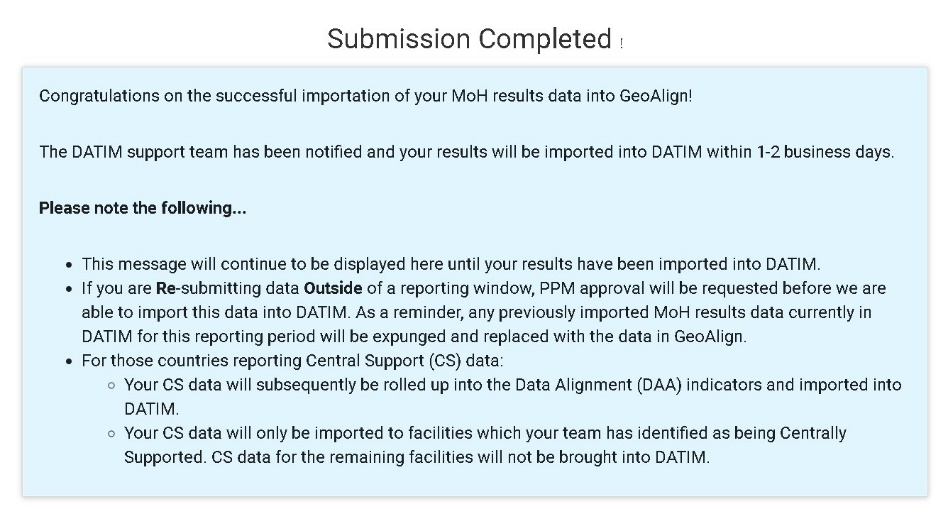 Submission Completed !
Congratulations on the successful importation of your MoH results data into GeoAlign!
The DATIM support team has been notified and your results will be imported into DATIM within 1-2 business days.
Please note the following...
• This message will continue to be displayed here until your results have been imported into DATIM.
• If you are Re-submitting data Outside of a reporting window, PPM approval will be requested before we are
able to import this data into DATIM. As a reminder, any previously imported MoH results data currently in
DATIM for this reporting period will be expunged and replaced with the data in GeoAlign.
• For those countries reporting Central Support (CS) data:
○ Your CS data will subsequently be rolled up into the Data Alignment (DAA) indicators and imported into
DATIM.
○ Your CS data will only be imported to facilities which your team has identified as being Centrally
Supported. CS data for the remaining facilities will not be brought into DATIM.